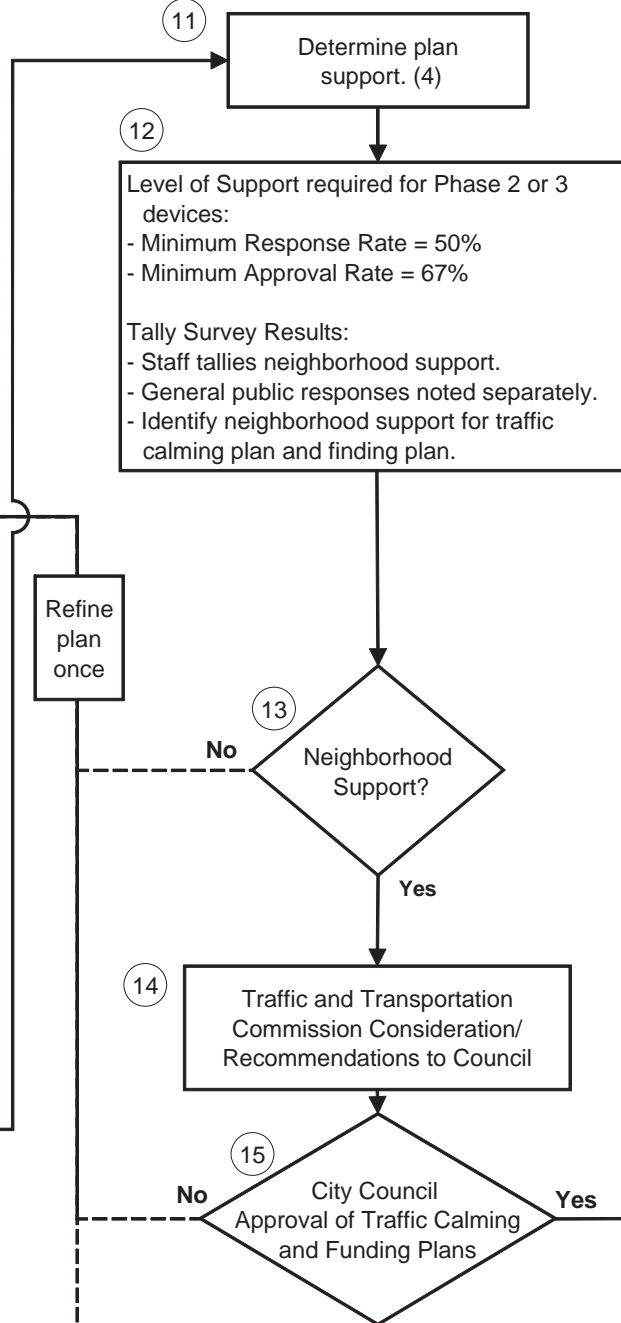 11
Determine plan
support. (4)
12
Level of Support required for Phase 2 or 3
devices:
- Minimum Response Rate = 50%
- Minimum Approval Rate = 67%
Tally Survey Results:
- Staff tallies neighborhood support.
- General public responses noted separately.
- Identify neighborhood support for traffic
calming plan and finding plan.
Refine
plan
once
13
No
Neighborhood
Support?
Yes
14
Traffic and Transportation
Commission Consideration/
Recommendations to Council
15
No
City Council
Approval of Traffic Calming
and Funding Plans
Yes